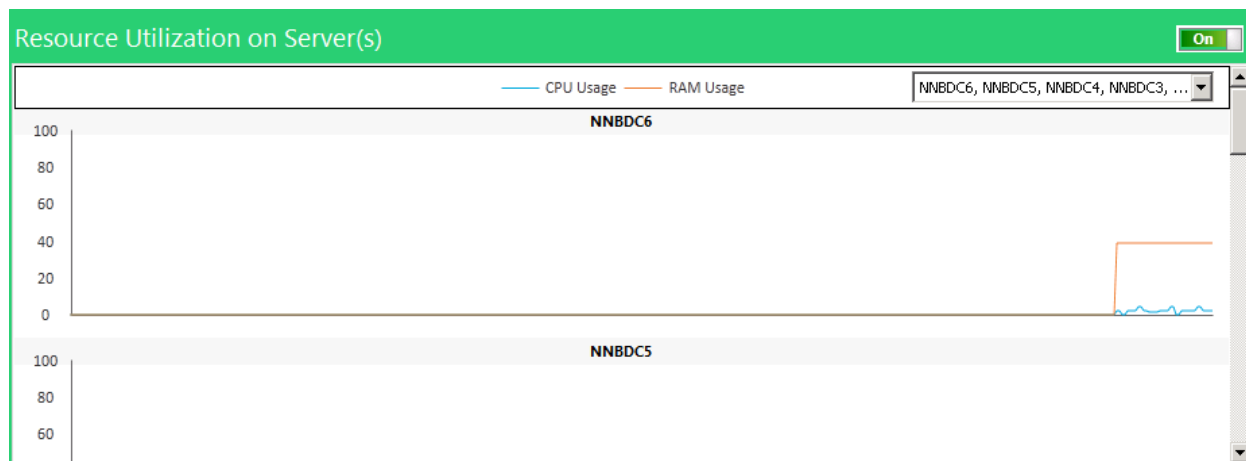 Resource Utilization on Server(s)
On
CPU Usage
RAM Usage
NNBDC6, NNBDC5, NNBDC4, NNBDC3, ...
NNBDC6
100
80
60
40
20
0
NNBDC5
100
80
60